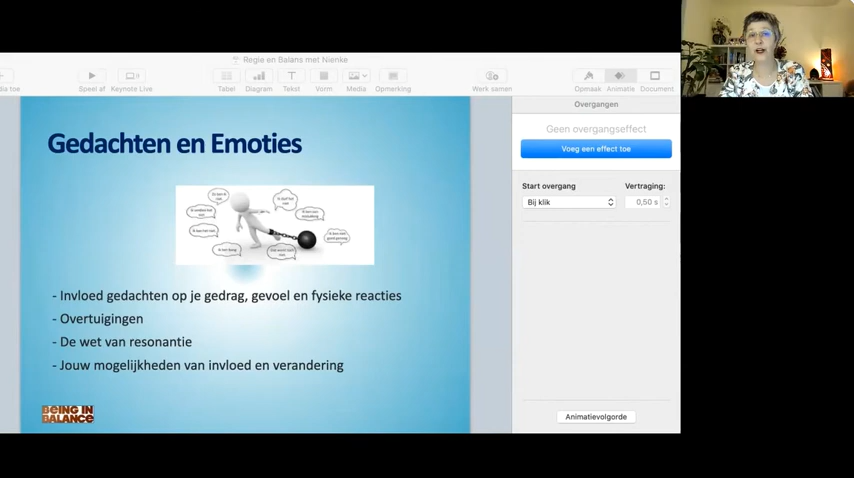 Regie en Balans met Nienke
dia toe
Speel af
Keynote Live
Tabel
Diagram
Tekst
Vorm
Media
Opmerking
Werk samen
Opmaak
Animatie
Document
Overgangen
Geen overgangseffect
Voeg een effect toe
Start overgang
Vertraging:
Bij klik
0,50 s
Gedachten en Emoties
- Invloed gedachten op je gedrag, gevoel en fysieke reacties
- Overtuigingen
- De wet van resonantie
- Jouw mogelijkheden van invloed en verandering
BEING IN
BALANCE
Animatievolgorde